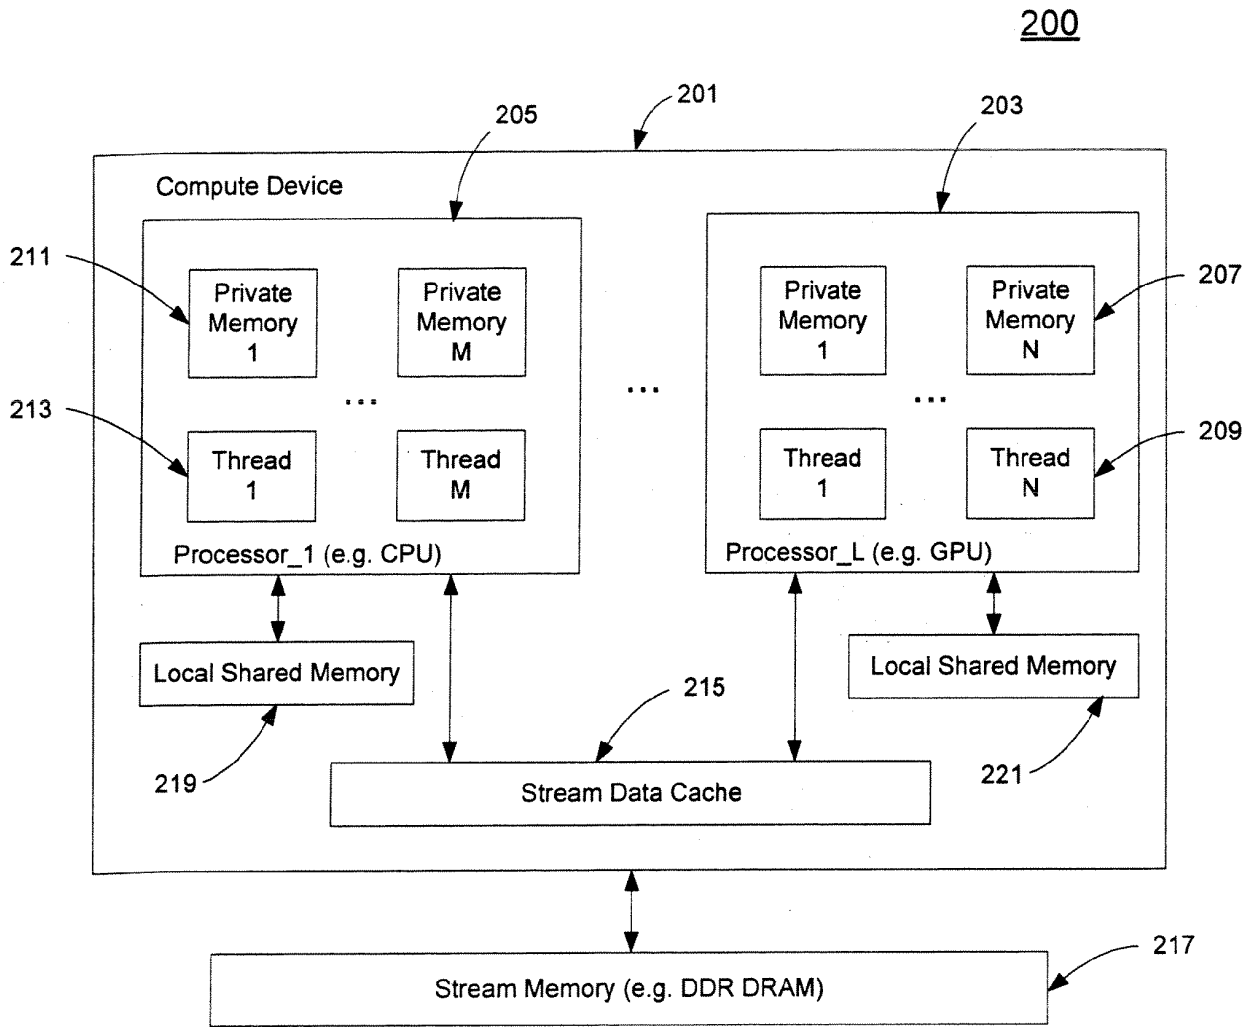 200
201
205
203
Compute Device
211
Private
Memory
1
Private
Memory
M
Private
Memory
1
Private
Memory
N
207
...
...
...
213
Thread
1
Thread
M
Thread
1
Thread
N
209
Processor_1 (e.g. CPU)
Processor_L (e.g. GPU)
Local Shared Memory
Local Shared Memory
215
219
221
Stream Data Cache
217
Stream Memory (e.g. DDR DRAM)